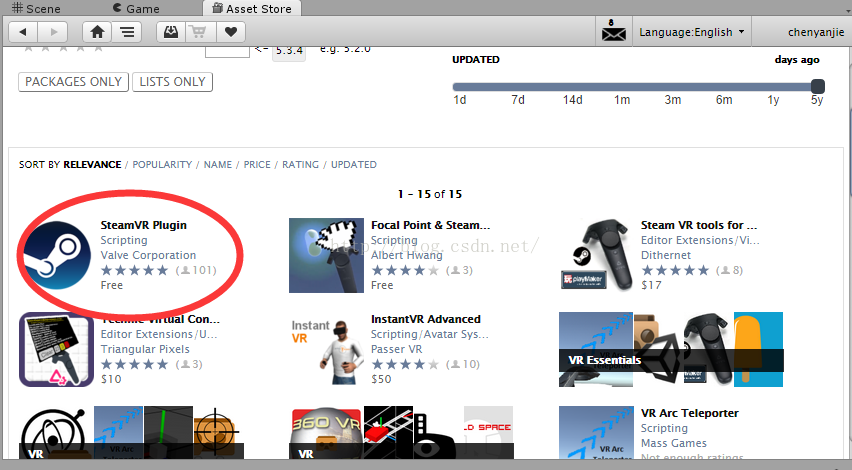 Scene Game Asset Store
8 Language:English chenyanjie
<- 5.3.4 e.g. 5.2.0
UPDATED days ago
PACKAGES ONLY LISTS ONLY
1d 7d 14d 1m 3m 6m 1y 5y
SORT BY RELEVANCE / POPULARITY / NAME / PRICE / RATING / UPDATED
1 - 15 of 15
SteamVR Plugin
Scripting
Valve Corporation
(101)
Free
Focal Point & Steam...
Scripting
Albert Hwang
(3)
Free
Steam VR tools for ...
Editor Extensions/Vi...
Dithernet
(8)
$17
playMaker
http://blog.csdn.net/
Virtual Con...
Editor Extensions/U...
Triangular Pixels
(3)
$10
Instant
VR
InstantVR Advanced
Scripting/Avatar Sys...
Passer VR
(10)
$50
VR Essentials
VR
360 VR
LD SPACE
VR
VR Arc
Teleporter
VR Arc Teleporter
Scripting
Mass Games
Not enough ratings